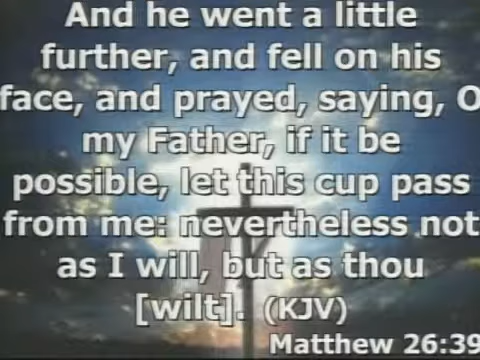 And he went a little
further, and fell on his
face, and prayed, saying, O
my Father, if it be
possible, let this cup pass
from me: nevertheless not
as I will, but as thou
[wilt]. (KJV)
Matthew 26:39